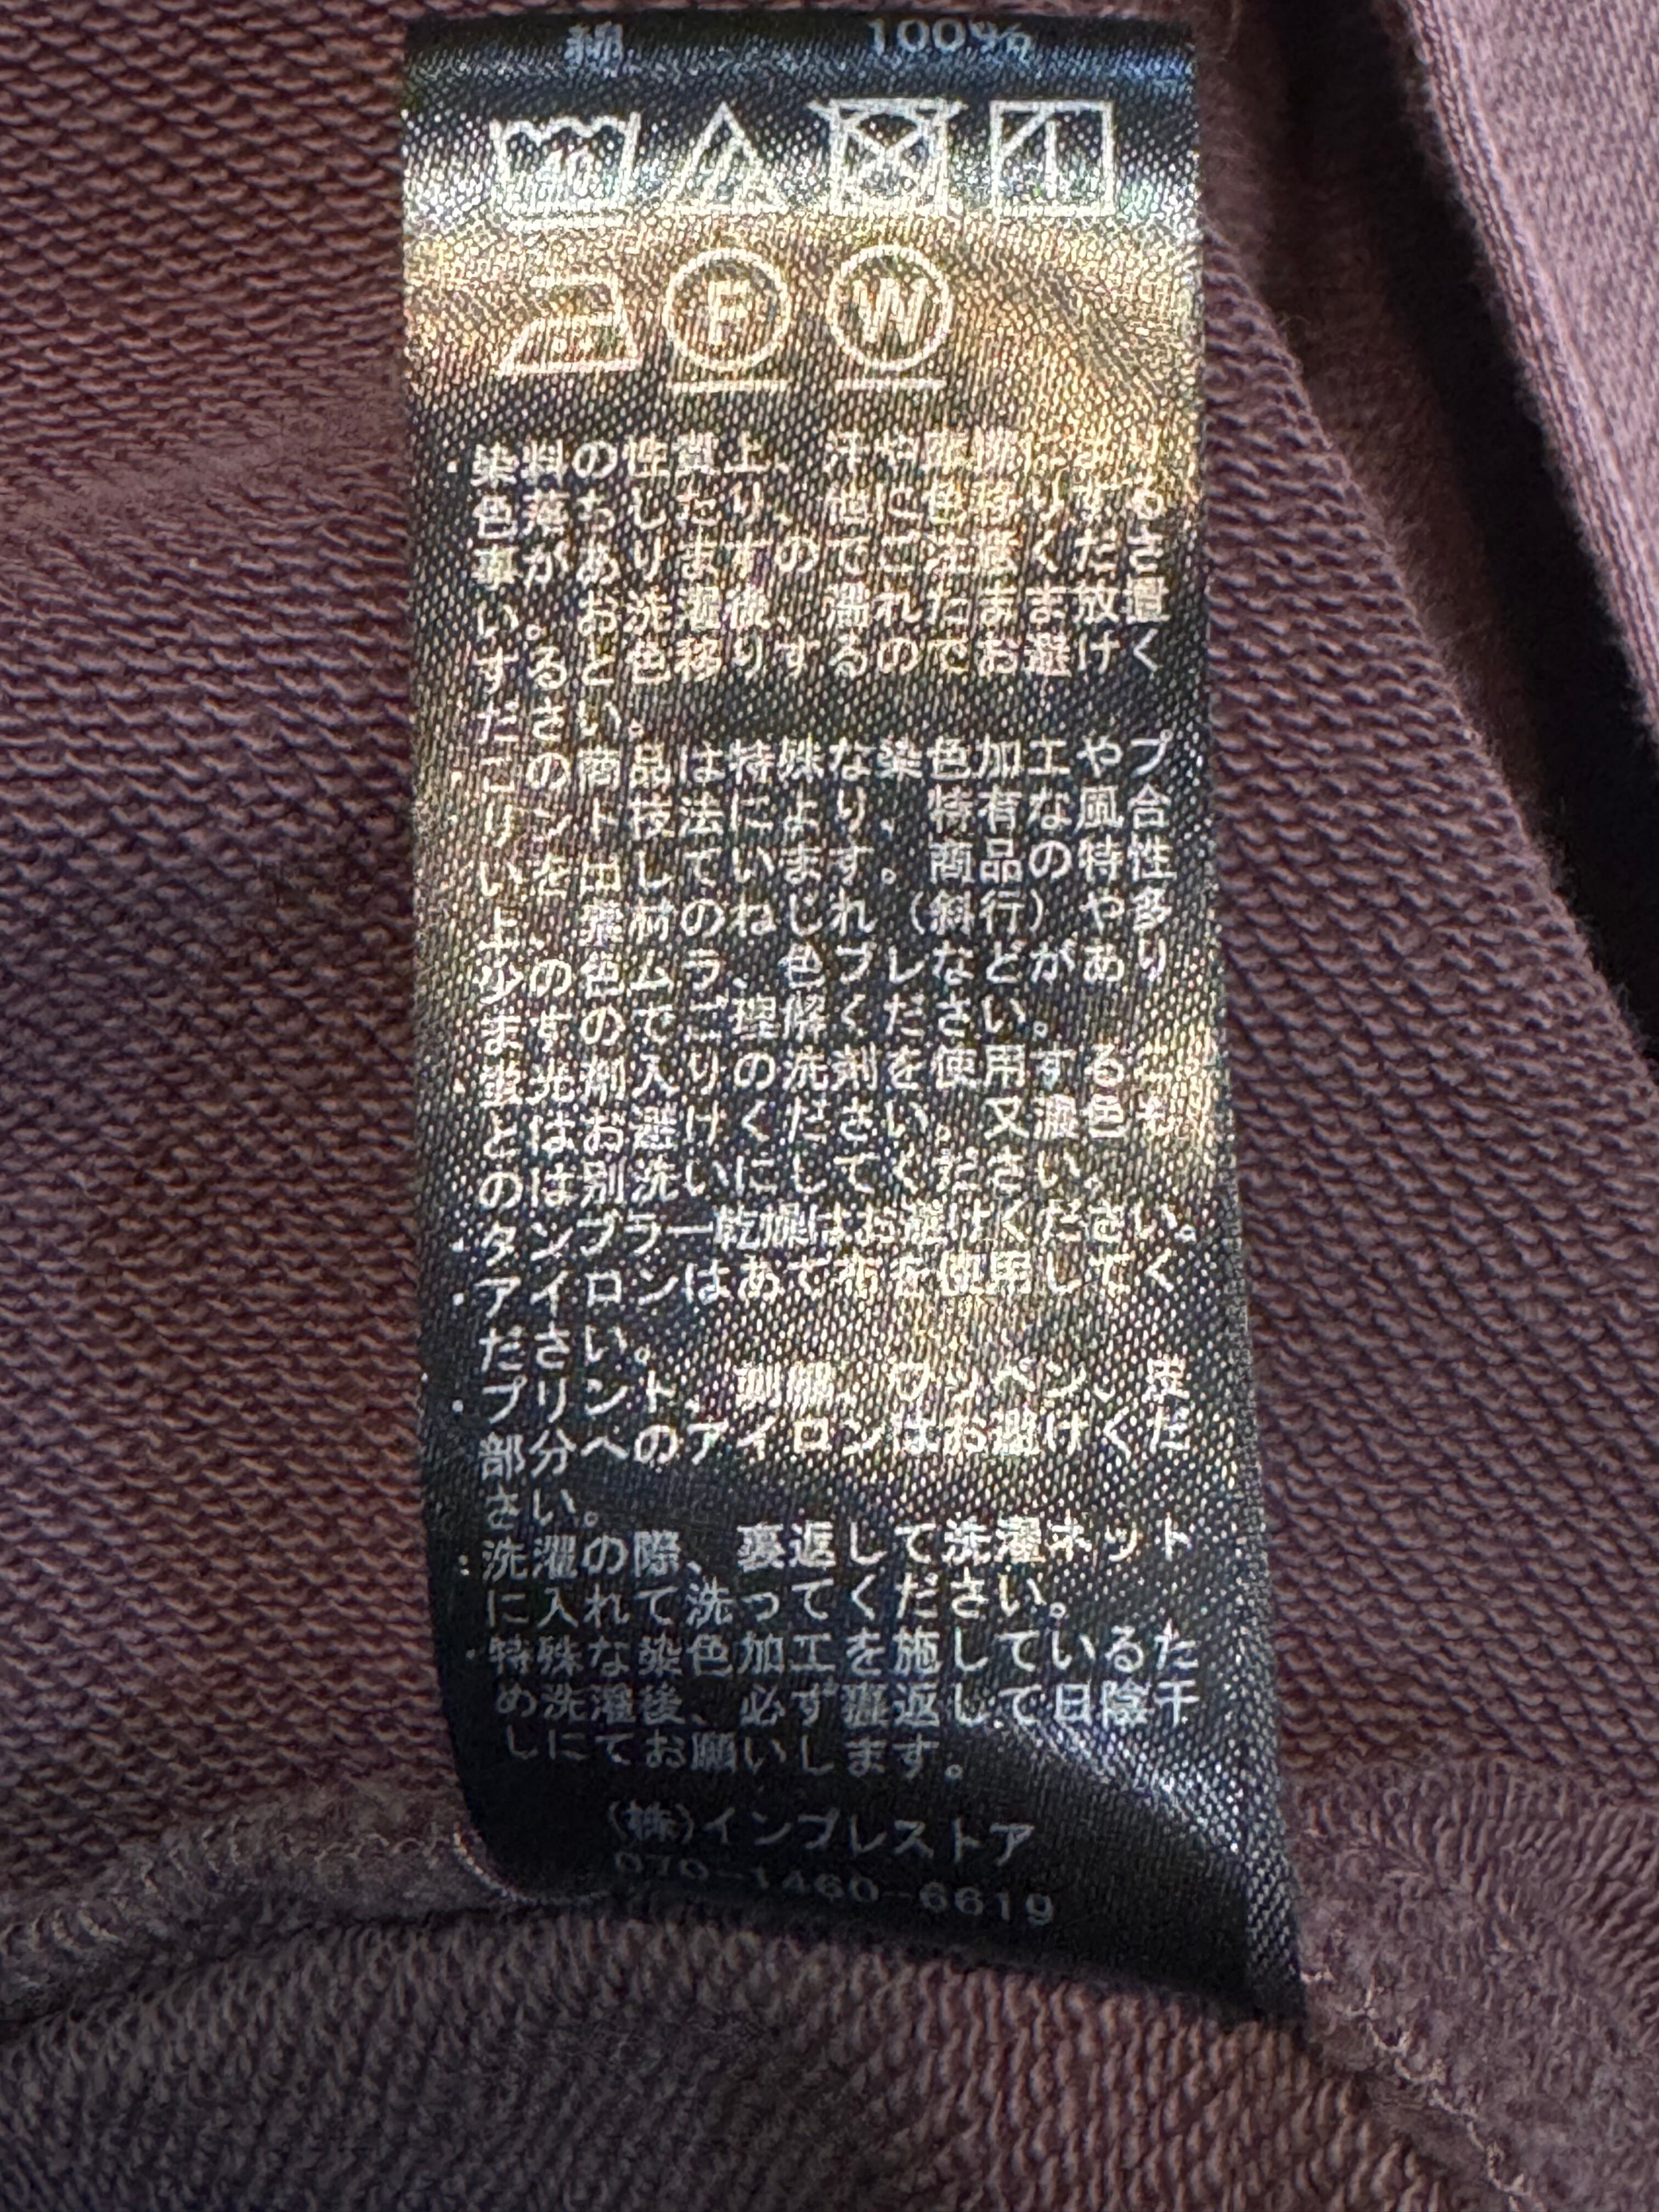 綿 100%
40
F W
・染料の性質上、汗や摩擦により
色落ちしたり、他に色移りする
事がありますのでご注意くださ
い。お洗濯後、濡れたまま放置
すると色移りするのでお避けく
ださい。
・この商品は特殊な染色加工やプ
リント技法により、特有な風合
いを出しています。商品の特性
上、素材のねじれ（斜行）や多
少の色ムラ、色ブレなどがあり
ますのでご理解ください。
・蛍光剤入りの洗剤を使用するこ
とはお避けください。又濃色も
のは別洗いにしてください。
・タンブラー乾燥はお避けください。
・アイロンはあて布を使用してく
ださい。
・プリント、刺繍、ワッペン、皮
部分へのアイロンはお避けくだ
さい。
・洗濯の際、裏返して洗濯ネット
に入れて洗ってください。
・特殊な染色加工を施しているた
め洗濯後、必ず裏返して日陰干
しにてお願いします。
(株)インプレストア
070-1460-6619